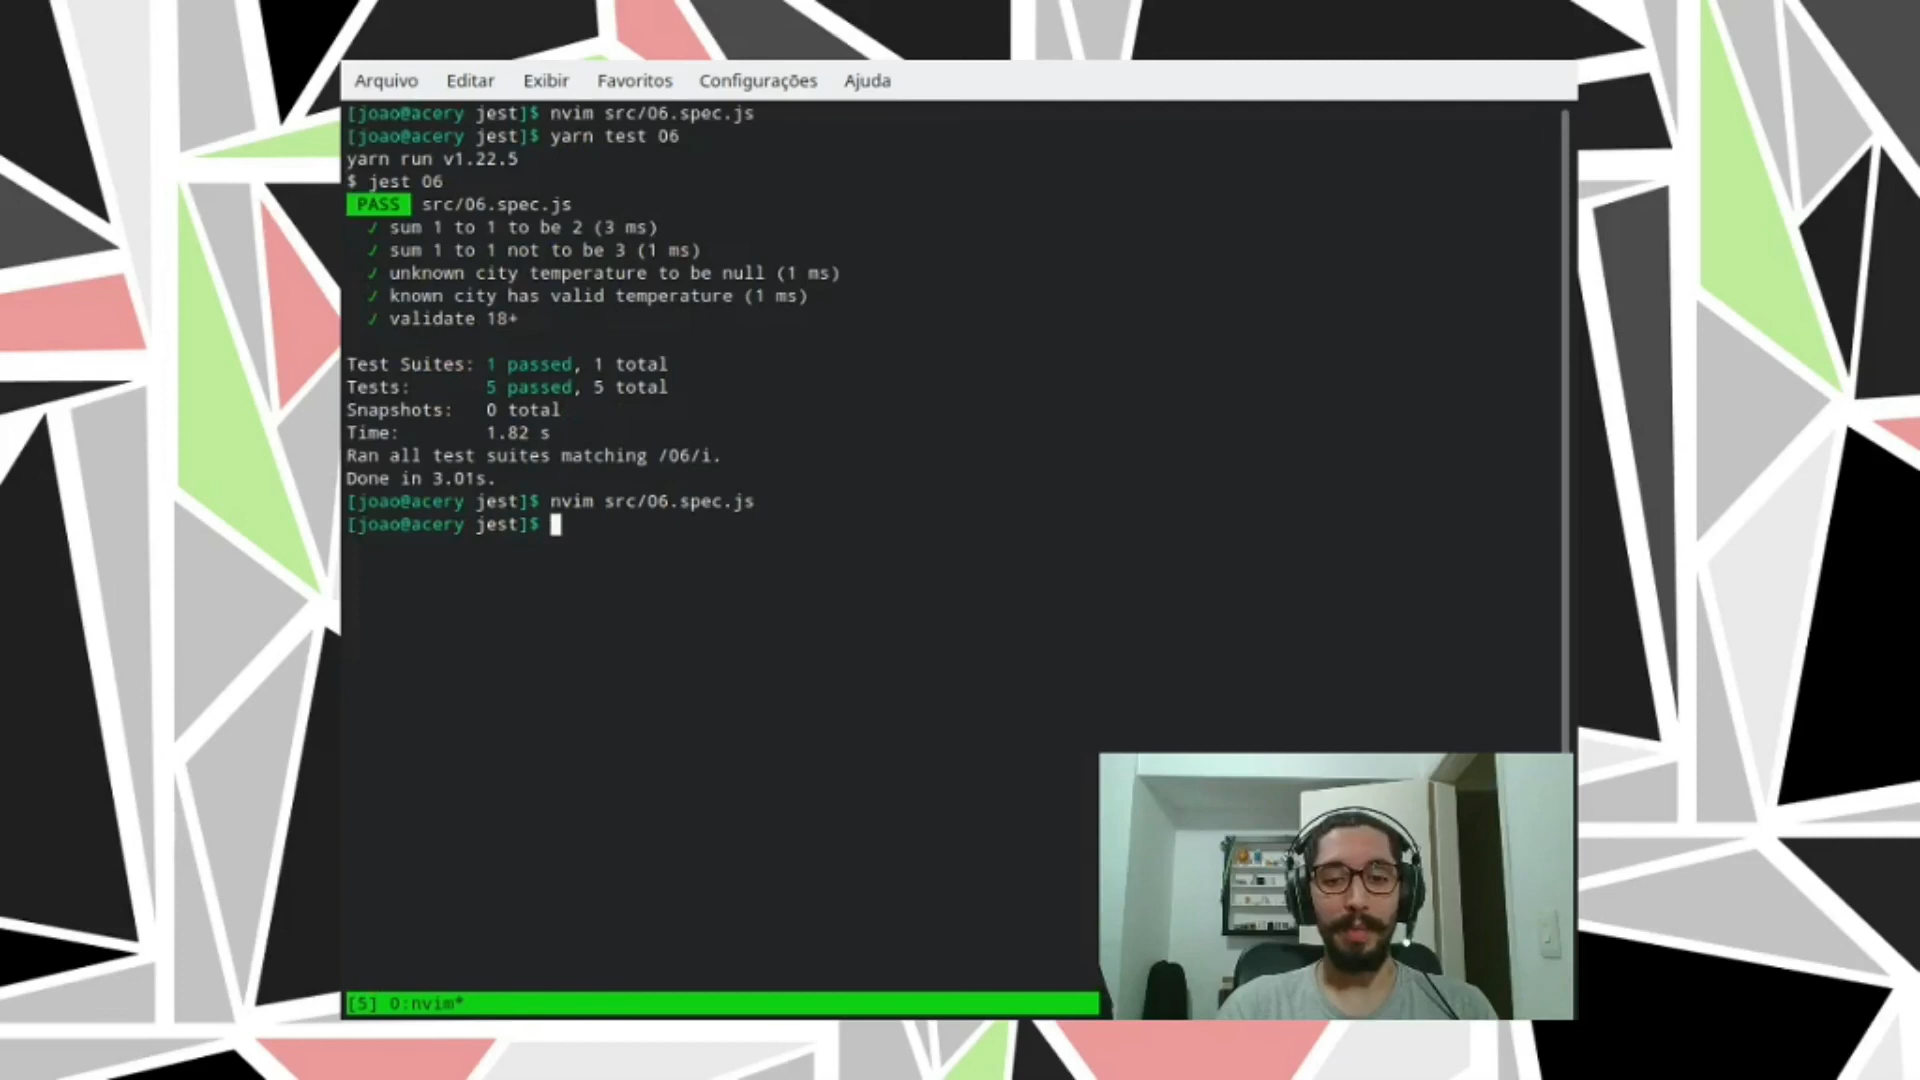 Arquivo Editar Exibir Favoritos Configurações Ajuda
[joao@acery jest]$ nvim src/06.spec.js
[joao@acery jest]$ yarn test 06
yarn run v1.22.5
$ jest 06
PASS src/06.spec.js
✓ sum 1 to 1 to be 2 (3 ms)
✓ sum 1 to 1 not to be 3 (1 ms)
✓ unknown city temperature to be null (1 ms)
✓ known city has valid temperature (1 ms)
✓ validate 18+
Test Suites: 1 passed, 1 total
Tests: 5 passed, 5 total
Snapshots: 0 total
Time: 1.82 s
Ran all test suites matching /06/i.
Done in 3.01s.
[joao@acery jest]$ nvim src/06.spec.js
[joao@acery jest]$
[5] 0:nvim*